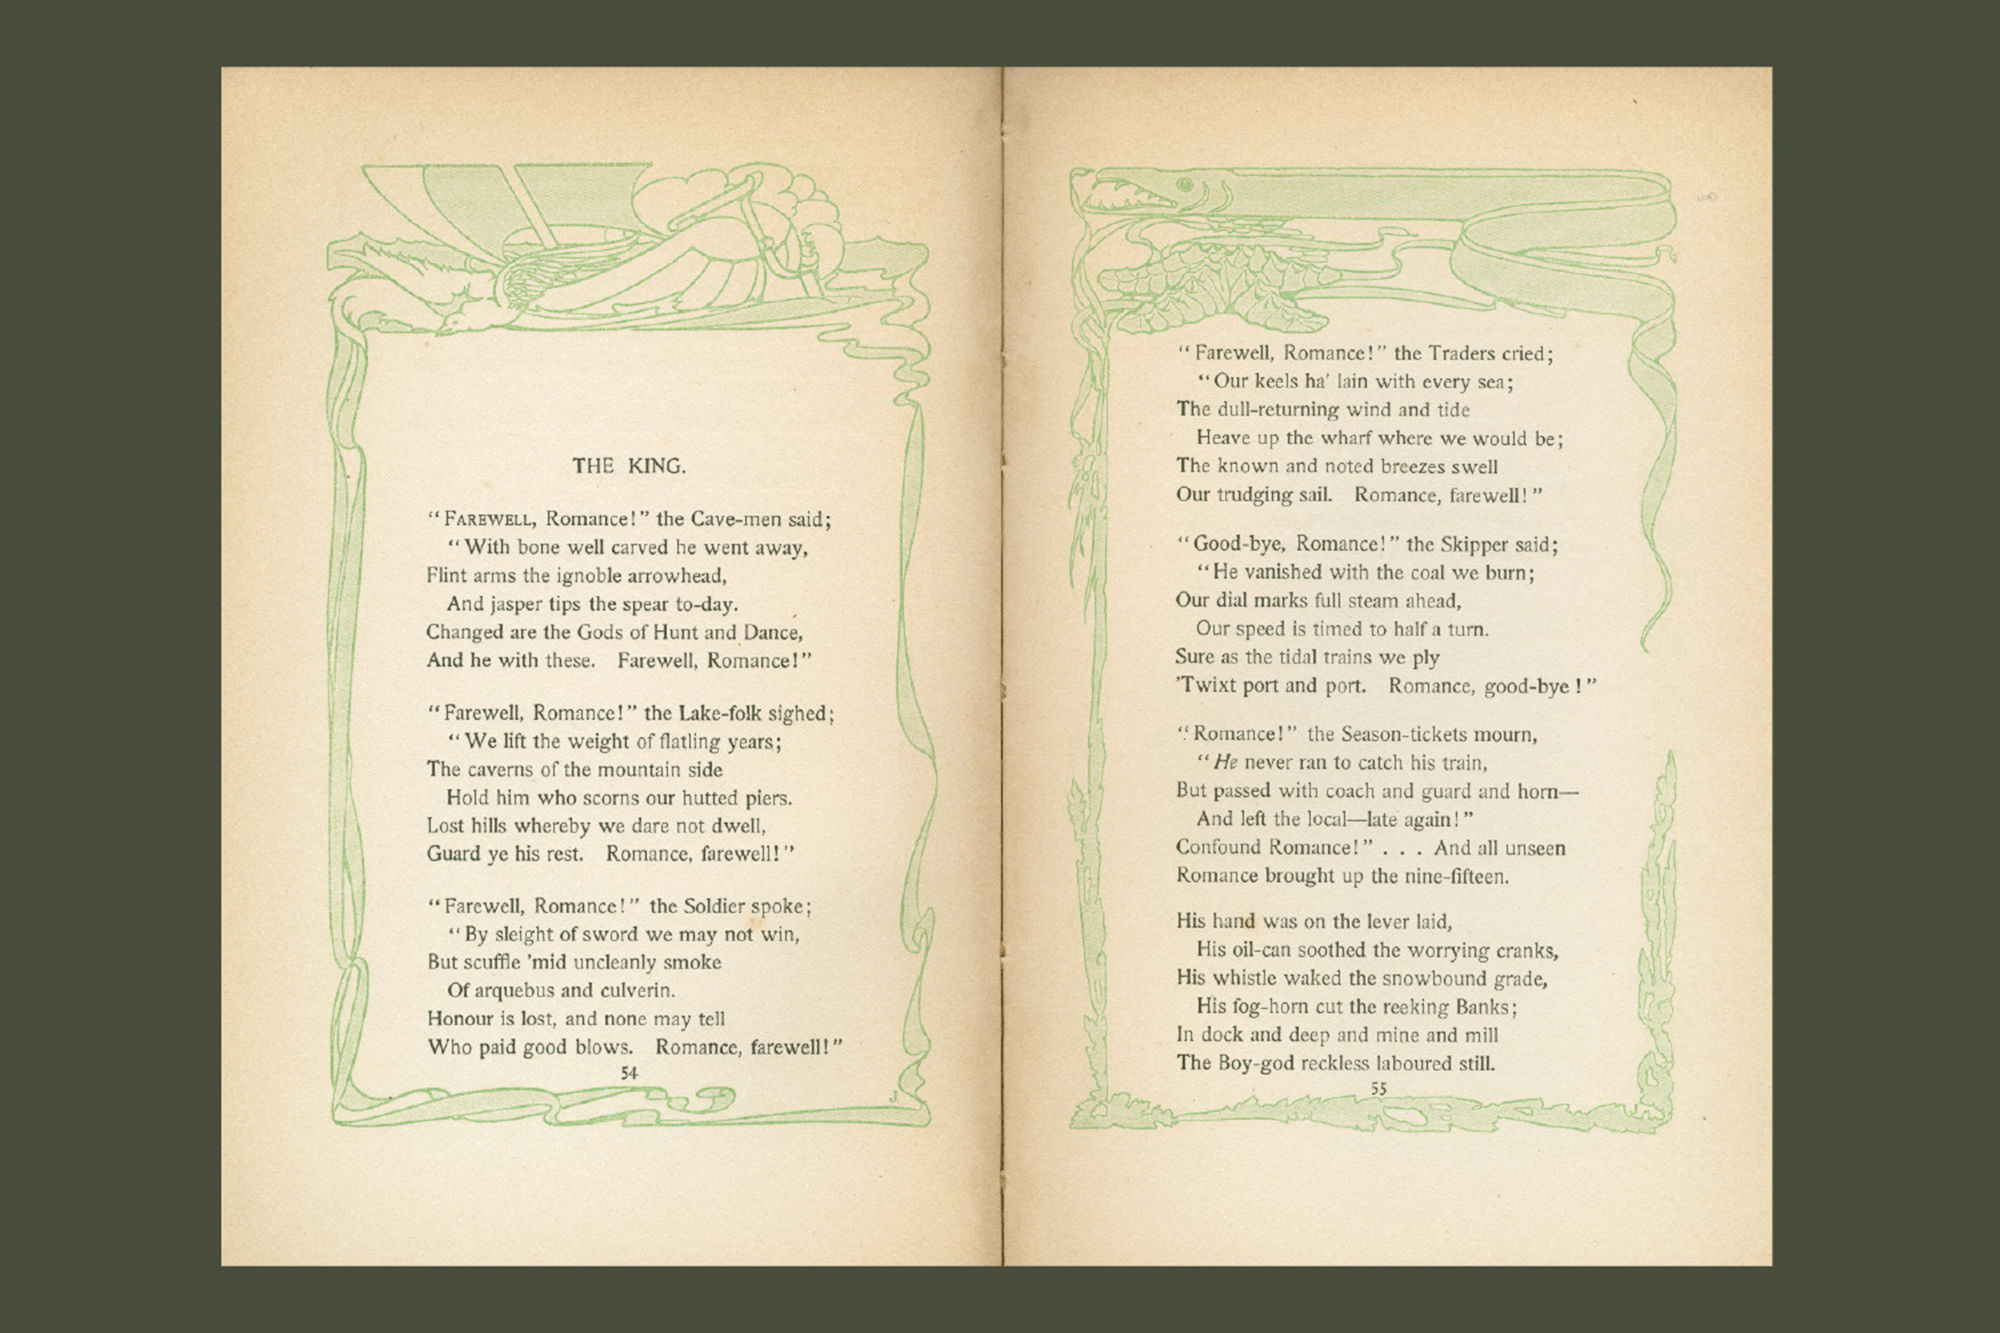 THE KING.
“FAREWELL, Romance!” the Cave-men said;
“With bone well carved he went away,
Flint arms the ignoble arrowhead,
And jasper tips the spear to-day.
Changed are the Gods of Hunt and Dance,
And he with these. Farewell, Romance!”
“Farewell, Romance!” the Lake-folk sighed;
“We lift the weight of flatling years;
The caverns of the mountain side
Hold him who scorns our hutted piers.
Lost hills whereby we dare not dwell,
Guard ye his rest. Romance, farewell!”
“Farewell, Romance!” the Soldier spoke;
“By sleight of sword we may not win,
But scuffle ’mid uncleanly smoke
Of arquebus and culverin.
Honour is lost, and none may tell
Who paid good blows. Romance, farewell!”
54
“Farewell, Romance!” the Traders cried;
“Our keels ha’ lain with every sea;
The dull-returning wind and tide
Heave up the wharf where we would be;
The known and noted breezes swell
Our trudging sail. Romance, farewell!”
“Good-bye, Romance!” the Skipper said;
“He vanished with the coal we burn;
Our dial marks full steam ahead,
Our speed is timed to half a turn.
Sure as the tidal trains we ply
’Twixt port and port. Romance, good-bye!”
“Romance!” the Season-tickets mourn,
“He never ran to catch his train,
But passed with coach and guard and horn—
And left the local—late again!”
Confound Romance!” . . . And all unseen
Romance brought up the nine-fifteen.
His hand was on the lever laid,
His oil-can soothed the worrying cranks,
His whistle waked the snowbound grade,
His fog-horn cut the reeking Banks;
In dock and deep and mine and mill
The Boy-god reckless laboured still.
55